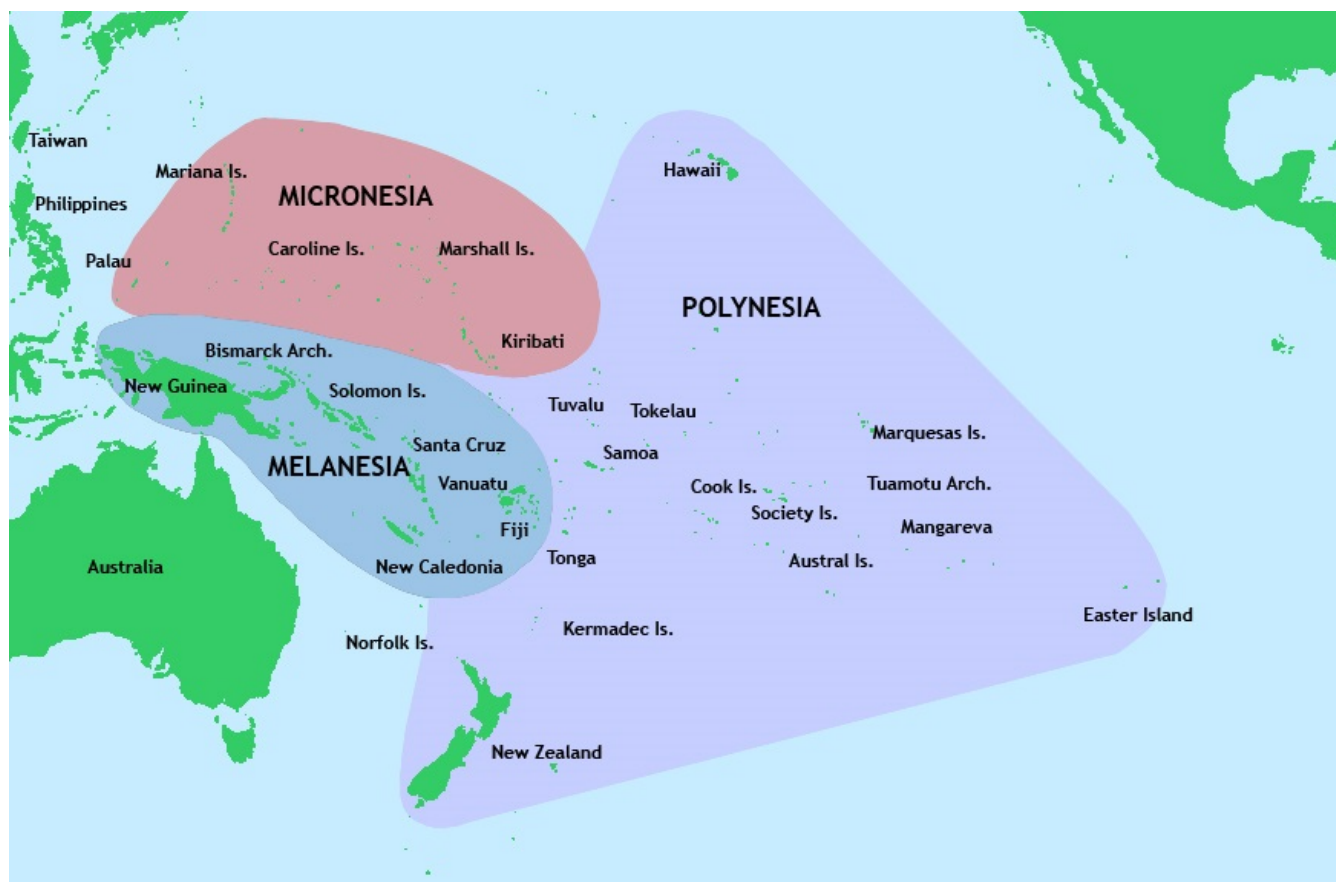 Taiwan
Hawaii
Mariana Is.
MICRONESIA
Philippines
Caroline Is.
Marshall Is.
Palau
POLYNESIA
Kiribati
Bismarck Arch.
New Guinea
Solomon Is.
Tuvalu
Tokelau
Marquesas Is.
Santa Cruz
Samoa
MELANESIA
Vanuatu
Cook Is.
Tuamotu Arch.
Society Is.
Fiji
Mangareva
Tonga
Austral Is.
Australia
New Caledonia
Easter Island
Kermadec Is.
Norfolk Is.
New Zealand